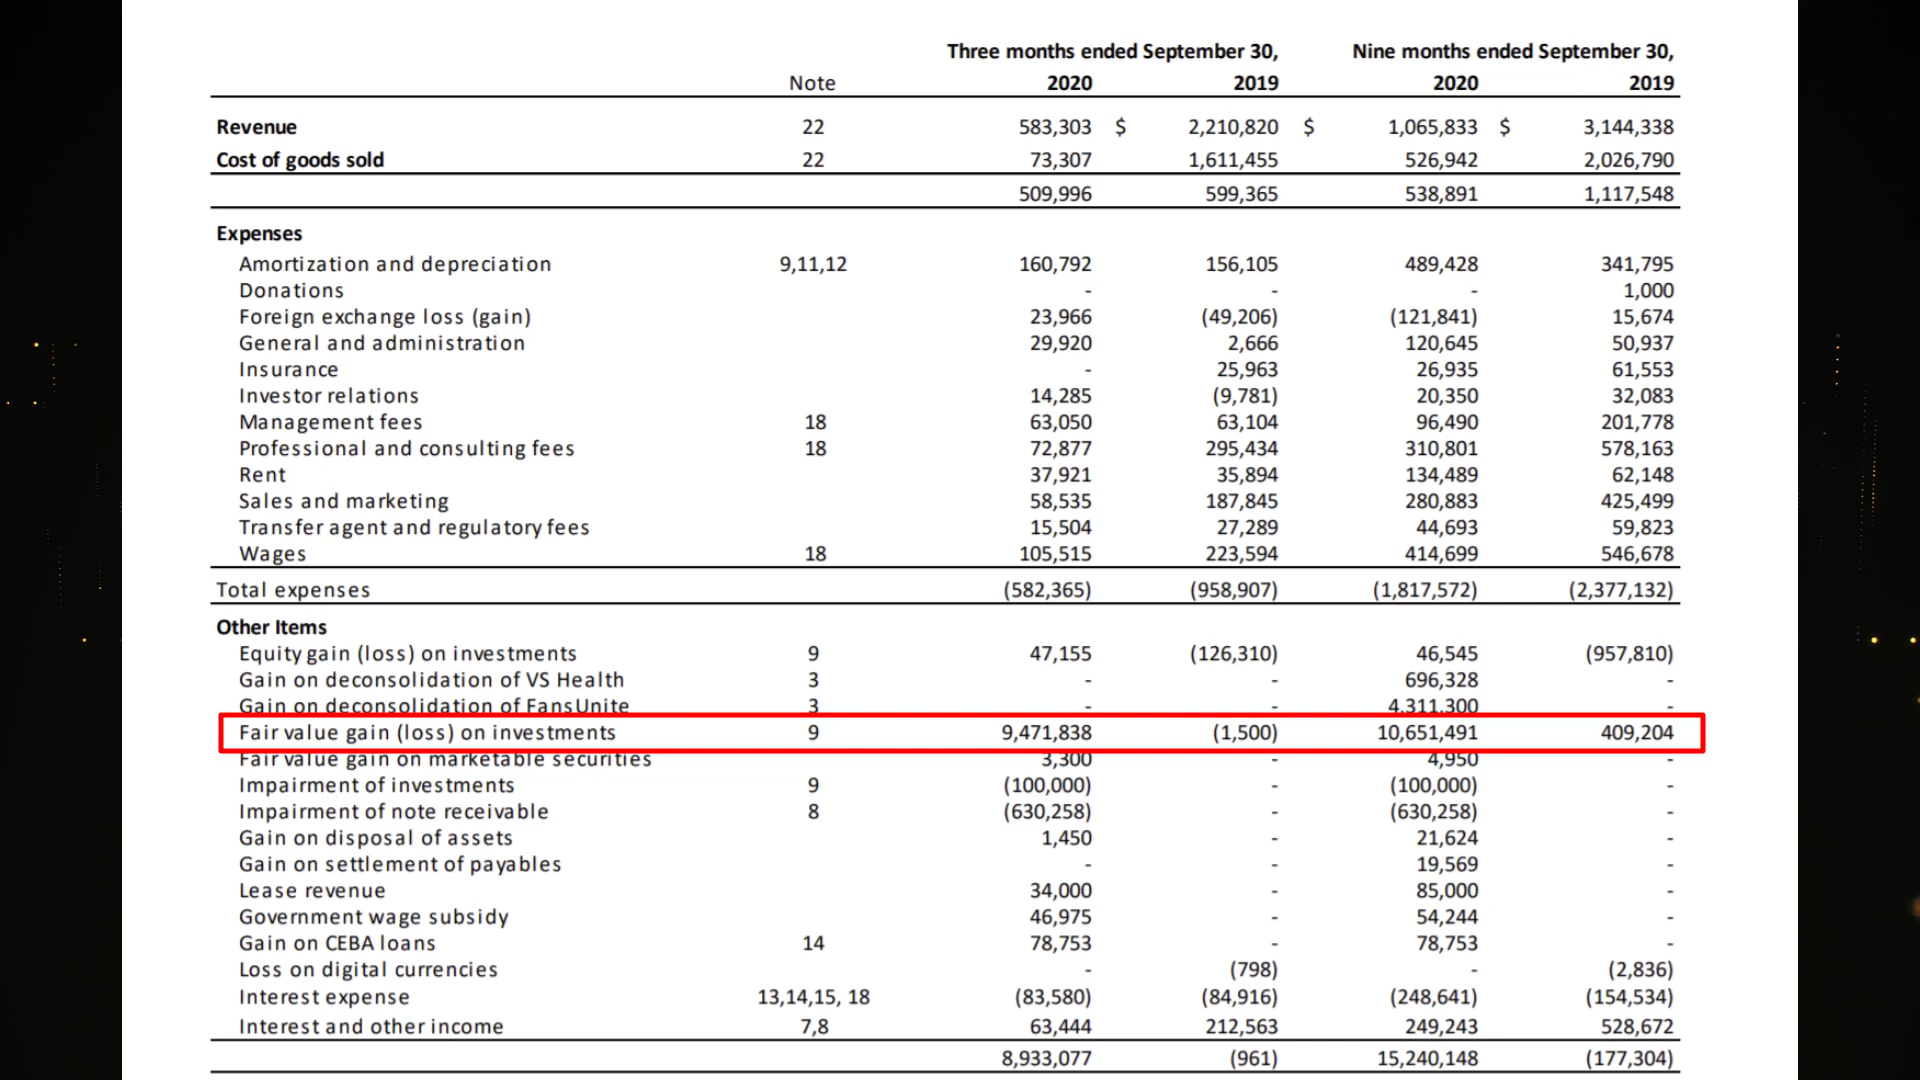 Three months ended September 30, Nine months ended September 30,
Note 2020 2019 2020 2019
Revenue 22 583,303 $ 2,210,820 $ 1,065,833 $ 3,144,338
Cost of goods sold 22 73,307 1,611,455 526,942 2,026,790
509,996 599,365 538,891 1,117,548
Expenses
Amortization and depreciation 9,11,12 160,792 156,105 489,428 341,795
Donations - - - 1,000
Foreign exchange loss (gain) 23,966 (49,206) (121,841) 15,674
General and administration 29,920 2,666 120,645 50,937
Insurance - 25,963 26,935 61,553
Investor relations 14,285 (9,781) 20,350 32,083
Management fees 18 63,050 63,104 96,490 201,778
Professional and consulting fees 18 72,877 295,434 310,801 578,163
Rent 37,921 35,894 134,489 62,148
Sales and marketing 58,535 187,845 280,883 425,499
Transfer agent and regulatory fees 15,504 27,289 44,693 59,823
Wages 18 105,515 223,594 414,699 546,678
Total expenses (582,365) (958,907) (1,817,572) (2,377,132)
Other Items
Equity gain (loss) on investments 9 47,155 (126,310) 46,545 (957,810)
Gain on deconsolidation of VS Health 3 - - 696,328 -
Gain on deconsolidation of FansUnite 3 - - 4,311,300 -
Fair value gain (loss) on investments 9 9,471,838 (1,500) 10,651,491 409,204
Fair value gain on marketable securities 3,300 - 4,950 -
Impairment of investments 9 (100,000) - (100,000) -
Impairment of note receivable 8 (630,258) - (630,258) -
Gain on disposal of assets 1,450 - 21,624 -
Gain on settlement of payables - - 19,569 -
Lease revenue 34,000 - 85,000 -
Government wage subsidy 46,975 - 54,244 -
Gain on CEBA loans 14 78,753 - 78,753 -
Loss on digital currencies - (798) - (2,836)
Interest expense 13,14,15, 18 (83,580) (84,916) (248,641) (154,534)
Interest and other income 7,8 63,444 212,563 249,243 528,672
8,933,077 (961) 15,240,148 (177,304)